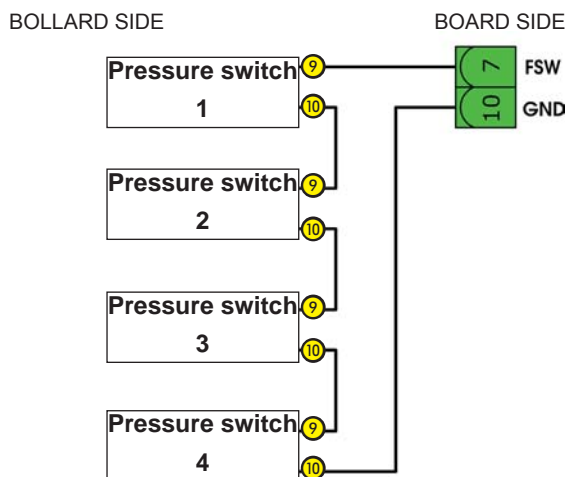 BOLLARD SIDE
BOARD SIDE
Pressure switch
1
9
10
7
FSW
10
GND
Pressure switch
2
9
10
Pressure switch
3
9
10
Pressure switch
4
9
10